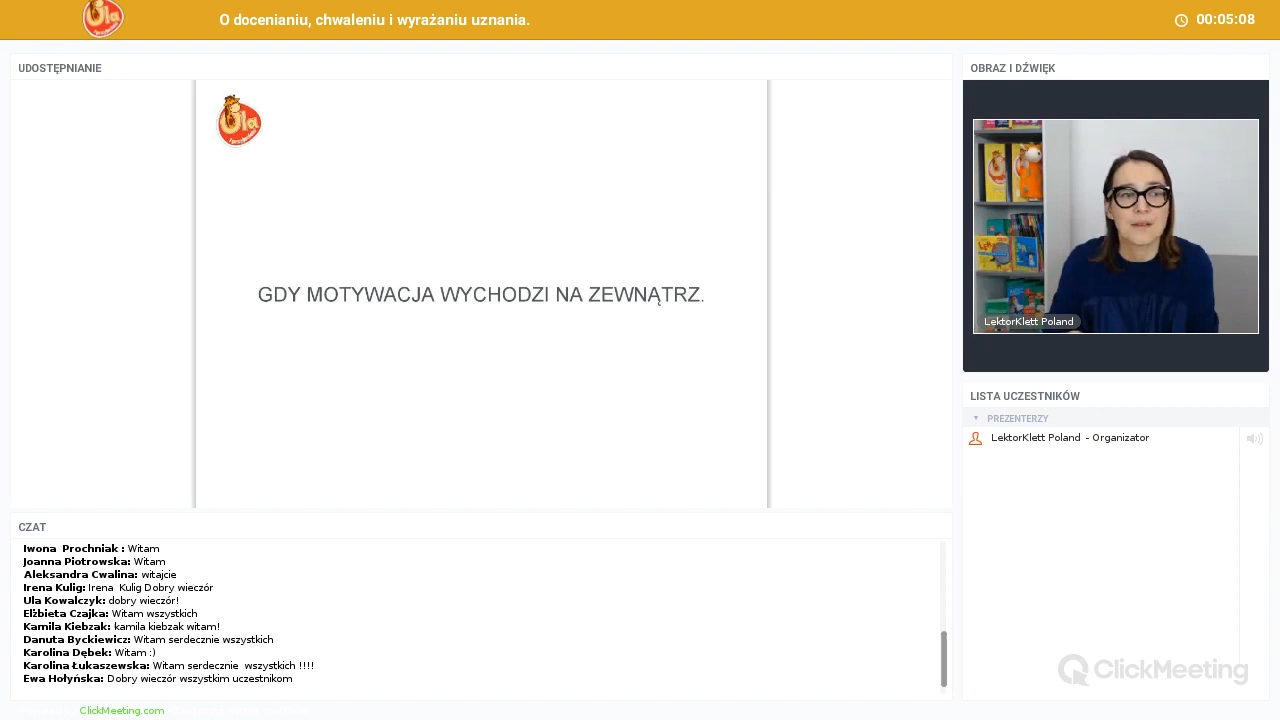 Ula
O docenianiu, chwaleniu i wyrażaniu uznania.
00:05:08
UDOSTĘPNIANIE
Ula
GDY MOTYWACJA WYCHODZI NA ZEWNĄTRZ.
OBRAZ I DŹWIĘK
LektorKlett Poland
LISTA UCZESTNIKÓW
PREZENTERZY
LektorKlett Poland - Organizator
ClickMeeting
CZAT
Iwona Prochniak : Witam
Joanna Piotrowska: Witam
Aleksandra Cwalina: witajcie
Irena Kulig: Irena Kulig Dobry wieczór
Ula Kowalczyk: dobry wieczór!
Elżbieta Czajka: Witam wszystkich
Kamila Kiebzak: kamila kiebzak witam!
Danuta Byckiewicz: Witam serdecznie wszystkich
Karolina Dębek: Witam :)
Karolina Łukaszewska: Witam serdecznie wszystkich !!!!
Ewa Hołyńska: Dobry wieczór wszystkim uczestnikom
ClickMeeting.com